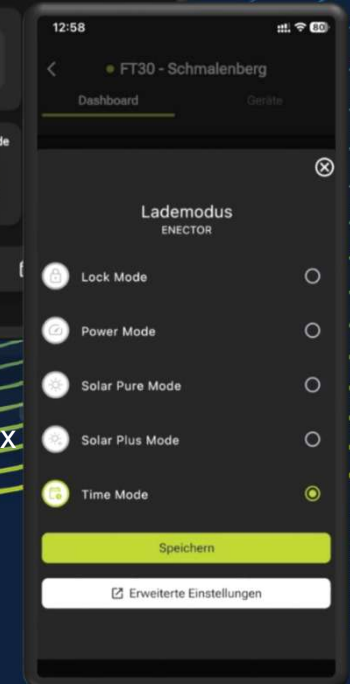 12:58
80
FT30 - Schmalenberg
Dashboard
Geräte
de
Lademodus
ENECTOR
Lock Mode
Power Mode
Solar Pure Mode
x
Solar Plus Mode
Time Mode
Speichern
Erweiterte Einstellungen